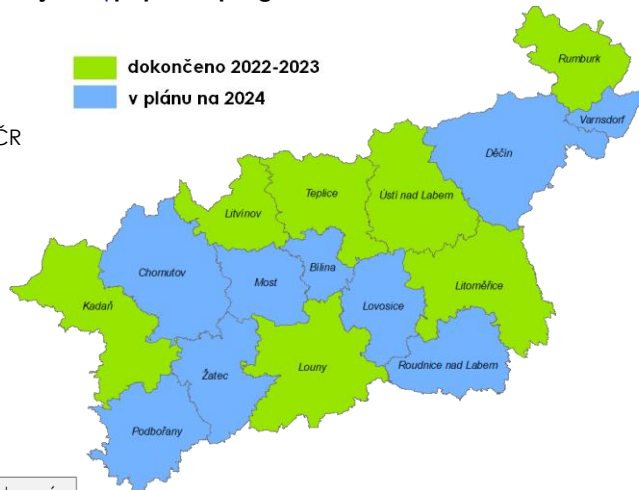 dokončeno 2022-2023
v plánu na 2024
ČR
Rumburk
Varnsdorf
Děčín
Ústí nad Labem
Teplice
Litvínov
Chomutov
Most
Bílina
Lovosice
Litoměřice
Kadaň
Žatec
Louny
Roudnice nad Labem
Podbořany